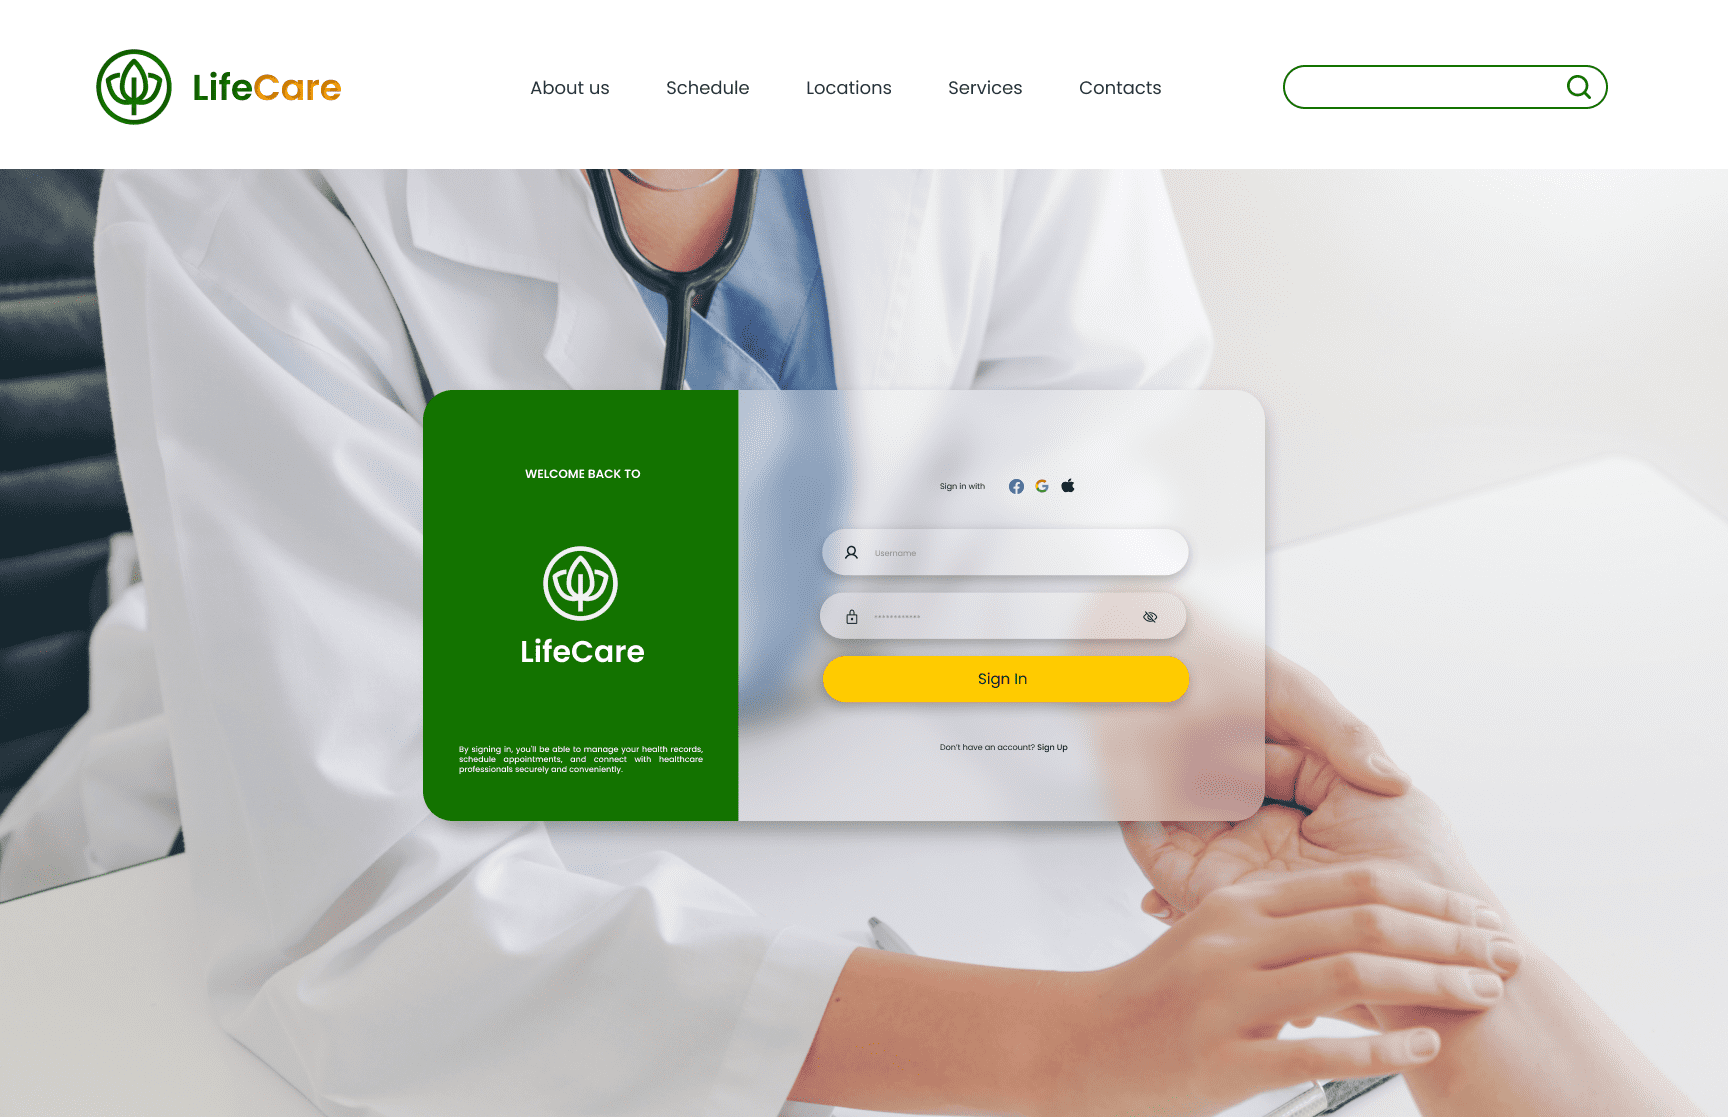 LifeCare
About us
Schedule
Locations
Services
Contacts
WELCOME BACK TO
LifeCare
By signing in, you'll be able to manage your health records,
schedule appointments, and connect with healthcare
professionals securely and conveniently.
Sign in with
Username
************
Sign In
Don't have an account? Sign Up